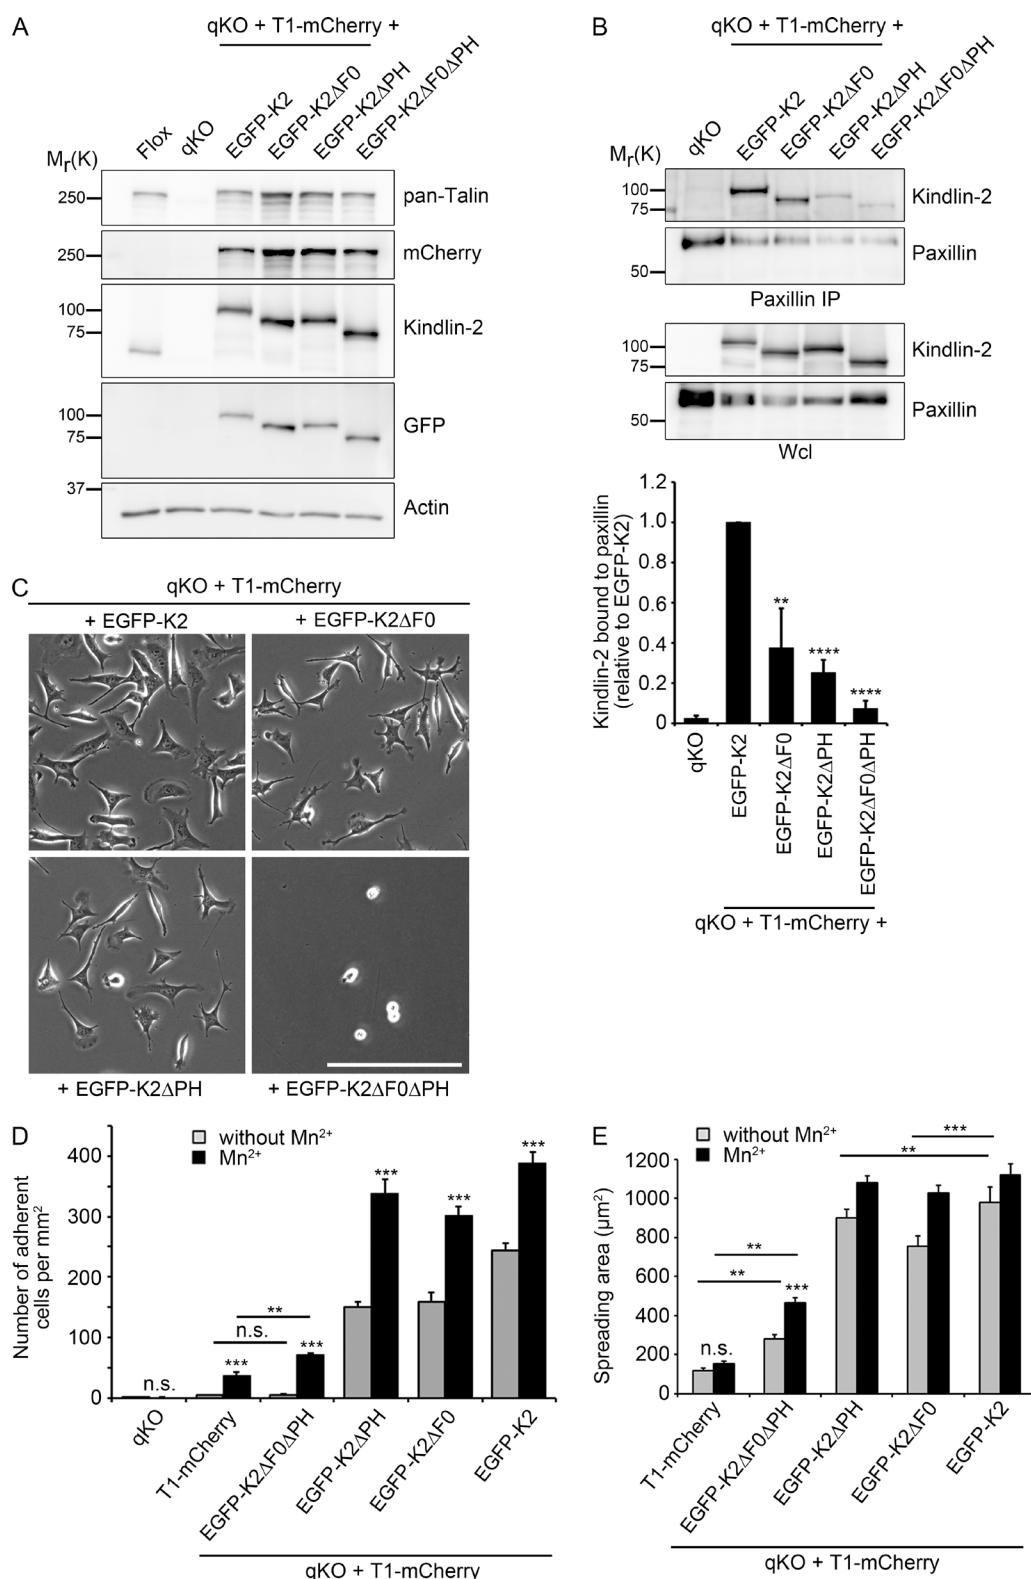 A
qKO + T1-mCherry +
Flox
qKO
EGFP-K2
EGFP-K2ΔF0
EGFP-K2ΔPH
EGFP-K2ΔF0ΔPH
Mr(K)
250
pan-Talin
250
mCherry
100
75
Kindlin-2
100
75
GFP
37
Actin
B
qKO + T1-mCherry +
qKO
EGFP-K2
EGFP-K2ΔF0
EGFP-K2ΔPH
EGFP-K2ΔF0ΔPH
Mr(K)
100
75
Kindlin-2
Paxillin
50
Paxillin IP
100
75
Kindlin-2
Paxillin
50
Wcl
Kindlin-2 bound to paxillin
(relative to EGFP-K2)
1.2
1.0
0.8
0.6
0.4
0.2
0
**
****
****
qKO
EGFP-K2
EGFP-K2ΔF0
EGFP-K2ΔPH
EGFP-K2ΔF0ΔPH
qKO + T1-mCherry +
C
qKO + T1-mCherry
+ EGFP-K2
+ EGFP-K2ΔF0
+ EGFP-K2ΔPH
+ EGFP-K2ΔF0ΔPH
D
without Mn²⁺
Mn²⁺
Number of adherent
cells per mm²
400
300
200
100
0
n.s.
***
n.s.
**
***
***
***
***
qKO
T1-mCherry
EGFP-K2ΔF0ΔPH
EGFP-K2ΔPH
EGFP-K2ΔF0
EGFP-K2
qKO + T1-mCherry
E
without Mn²⁺
Mn²⁺
Spreading area (µm²)
1200
1000
800
600
400
200
0
n.s.
**
**
***
**
***
T1-mCherry
EGFP-K2ΔF0ΔPH
EGFP-K2ΔPH
EGFP-K2ΔF0
EGFP-K2
qKO + T1-mCherry